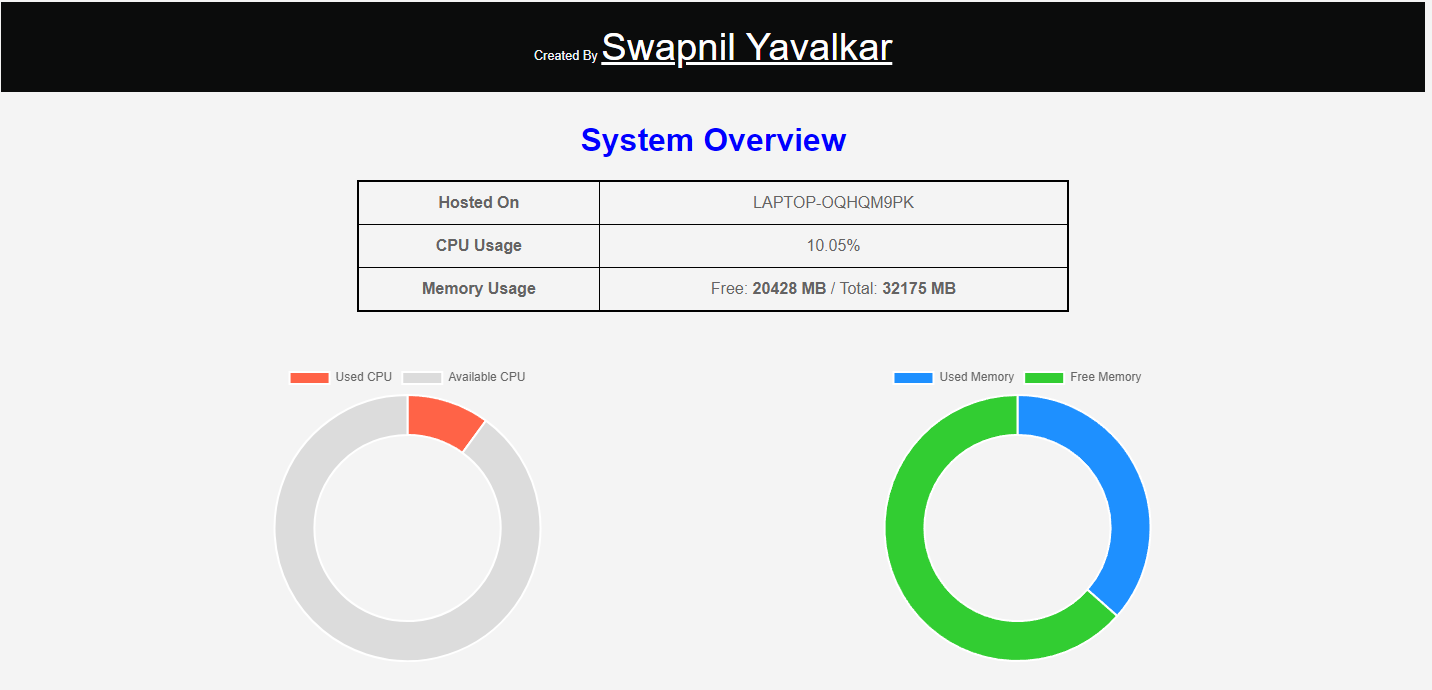 Created By Swapnil Yavalkar
System Overview
Hosted On LAPTOP-OQHQM9PK
CPU Usage 10.05%
Memory Usage Free: 20428 MB / Total: 32175 MB
Used CPU Available CPU Used Memory Free Memory